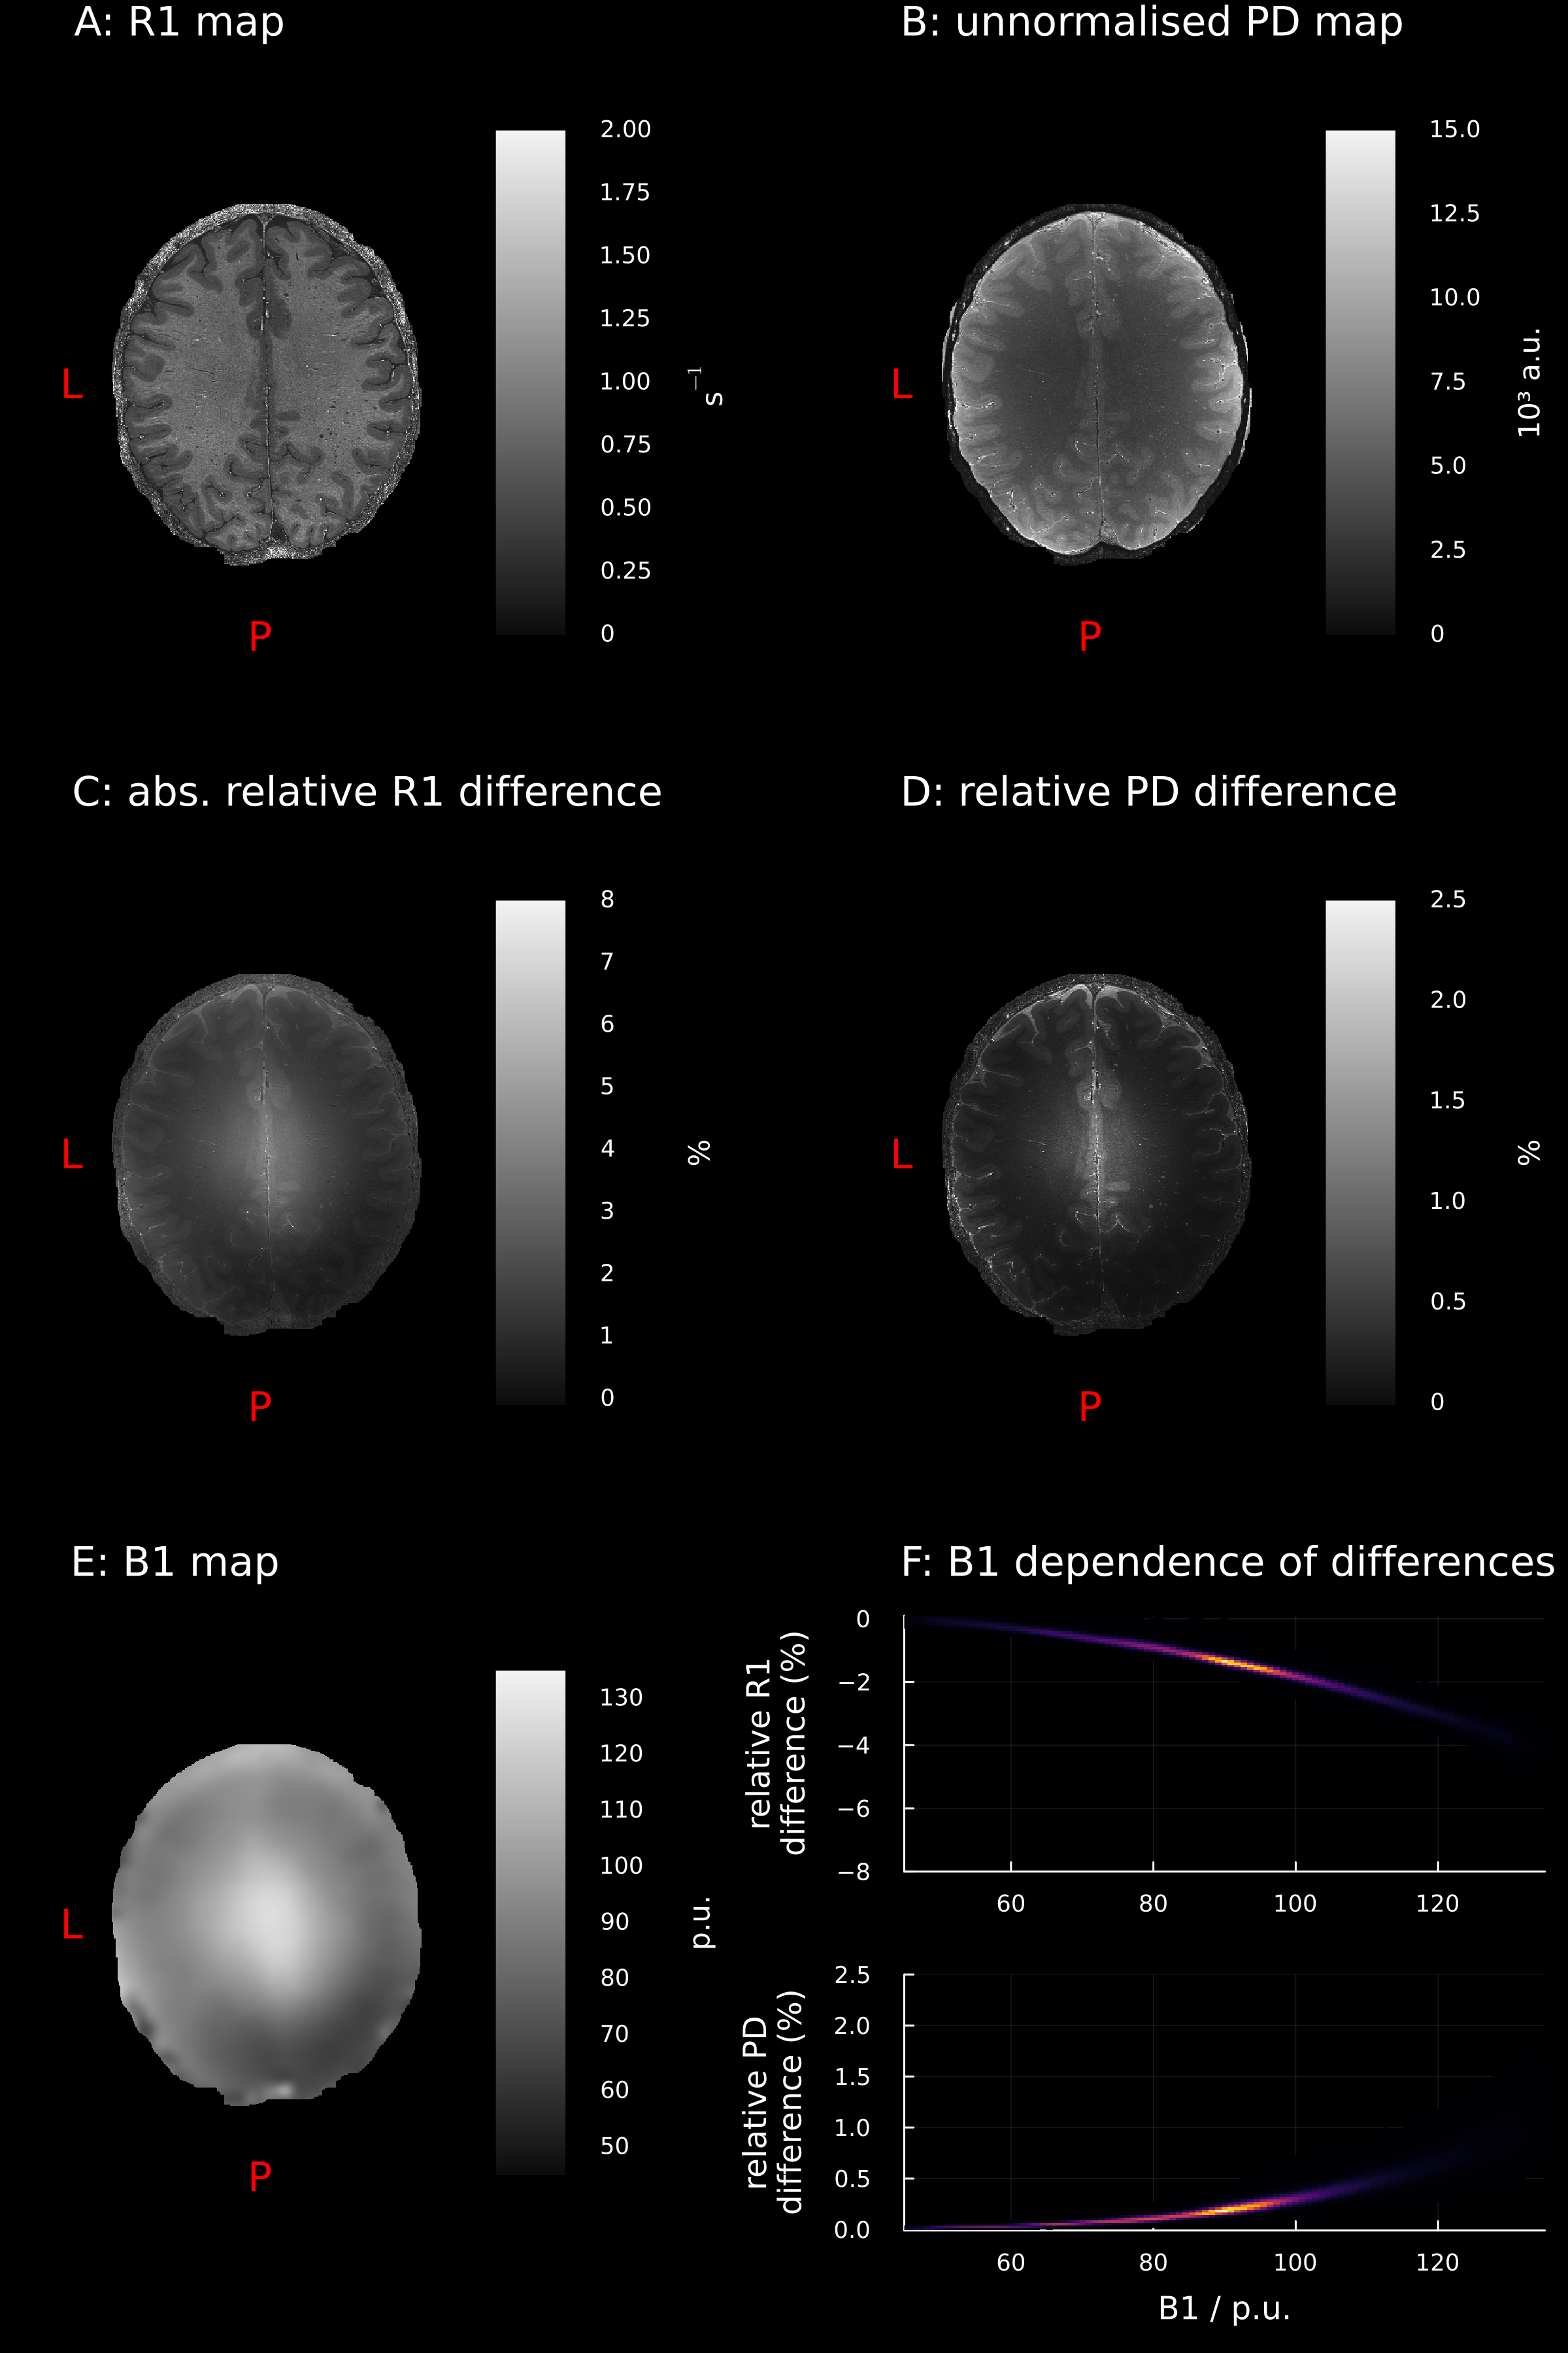 A: R1 map
2.00
1.75
1.50
1.25
1.00
0.75
0.50
0.25
0
s⁻¹
L
P
B: unnormalised PD map
15.0
12.5
10.0
7.5
5.0
2.5
0
10³ a.u.
L
P
C: abs. relative R1 difference
8
7
6
5
4
3
2
1
0
%
L
P
D: relative PD difference
2.5
2.0
1.5
1.0
0.5
0
%
L
P
E: B1 map
130
120
110
100
90
80
70
60
50
p.u.
L
P
F: B1 dependence of differences
relative R1
difference (%)
0
−2
−4
−6
−8
60 80 100 120
relative PD
difference (%)
2.5
2.0
1.5
1.0
0.5
0.0
60 80 100 120
B1 / p.u.